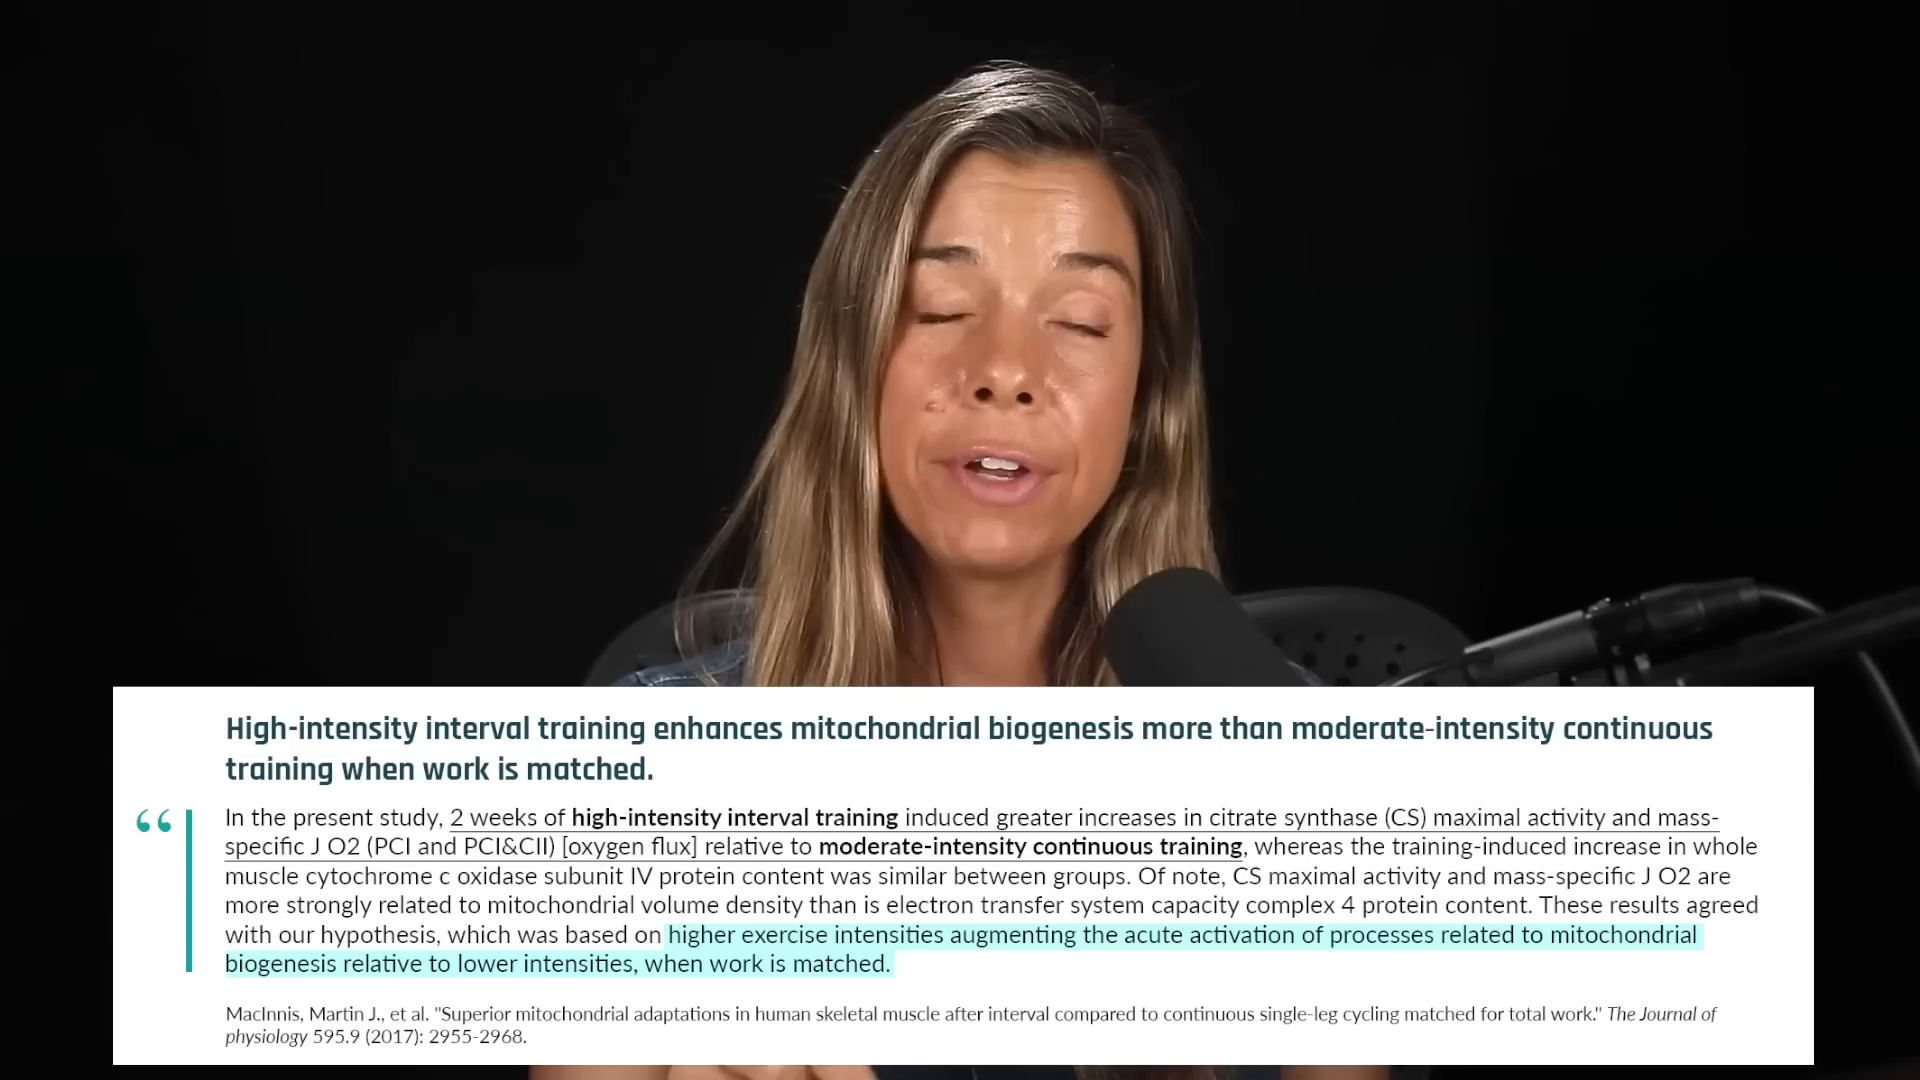 High-intensity interval training enhances mitochondrial biogenesis more than moderate-intensity continuous
training when work is matched.
“ In the present study, 2 weeks of high-intensity interval training induced greater increases in citrate synthase (CS) maximal activity and mass-
specific J O2 (PCI and PCI&CII) [oxygen flux] relative to moderate-intensity continuous training, whereas the training-induced increase in whole
muscle cytochrome c oxidase subunit IV protein content was similar between groups. Of note, CS maximal activity and mass-specific J O2 are
more strongly related to mitochondrial volume density than is electron transfer system capacity complex 4 protein content. These results agreed
with our hypothesis, which was based on higher exercise intensities augmenting the acute activation of processes related to mitochondrial
biogenesis relative to lower intensities, when work is matched.
MacInnis, Martin J., et al. "Superior mitochondrial adaptations in human skeletal muscle after interval compared to continuous single-leg cycling matched for total work." The Journal of
physiology 595.9 (2017): 2955-2968.